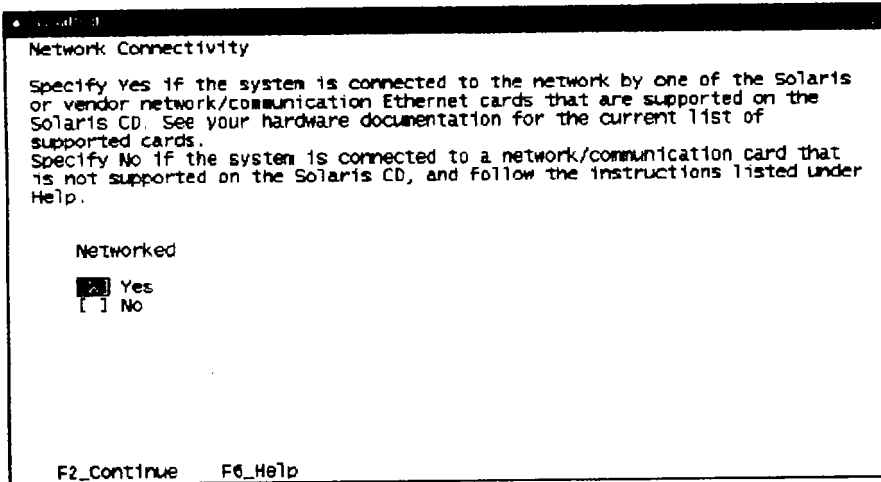 Network Connectivity
Specify Yes if the system is connected to the network by one of the Solaris
or vendor network/communication Ethernet cards that are supported on the
Solaris CD. See your hardware documentation for the current list of
supported cards.
Specify No if the system is connected to a network/communication card that
is not supported on the Solaris CD, and follow the instructions listed under
Help.
Networked
[X] Yes
[ ] No
F2_Continue F6_Help